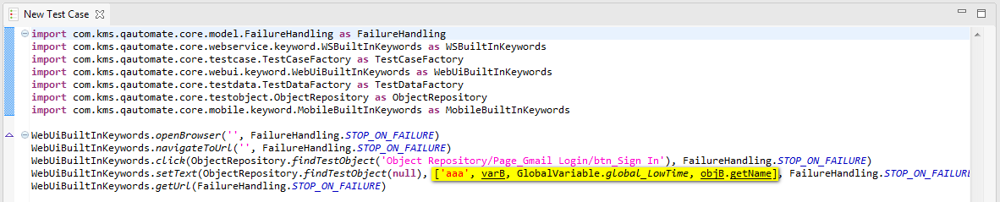 New Test Case
import com.kms.qautomate.core.model.FailureHandling as FailureHandling
import com.kms.qautomate.core.webservice.keyword.WSBuiltInKeywords as WSBuiltInKeywords
import com.kms.qautomate.core.testcase.TestCaseFactory as TestCaseFactory
import com.kms.qautomate.core.webui.keyword.WebUiBuiltInKeywords as WebUiBuiltInKeywords
import com.kms.qautomate.core.testdata.TestDataFactory as TestDataFactory
import com.kms.qautomate.core.testobject.ObjectRepository as ObjectRepository
import com.kms.qautomate.core.mobile.keyword.MobileBuiltInKeywords as MobileBuiltInKeywords
WebUiBuiltInKeywords.openBrowser('', FailureHandling.STOP_ON_FAILURE)
WebUiBuiltInKeywords.navigateToUrl('', FailureHandling.STOP_ON_FAILURE)
WebUiBuiltInKeywords.click(ObjectRepository.findTestObject('Object Repository/Page_Gmail Login/btn_Sign In'), FailureHandling.STOP_ON_FAILURE)
WebUiBuiltInKeywords.setText(ObjectRepository.findTestObject(null), ['aaa', varB, GlobalVariable.global_LowTime, objB.getName], FailureHandling.STOP_ON_FAILURE
WebUiBuiltInKeywords.getUrl(FailureHandling.STOP_ON_FAILURE)